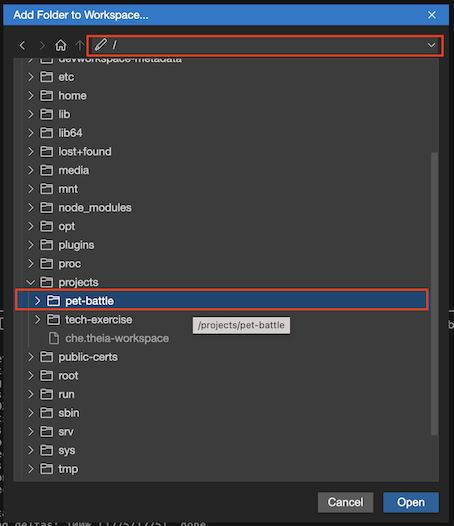 Add Folder to Workspace...
/
devworkspace-metadata
etc
home
lib
lib64
lost+found
media
mnt
node_modules
opt
plugins
proc
projects
pet-battle
tech-exercise
/projects/pet-battle
che.theia-workspace
public-certs
root
run
sbin
srv
sys
tmp
Cancel
Open